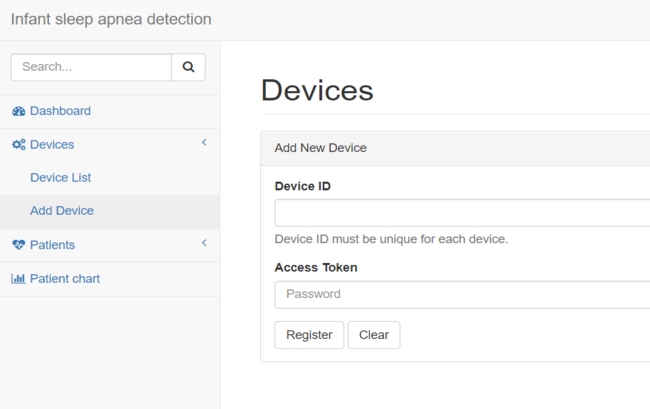 Infant sleep apnea detection
Search...
Dashboard
Devices
Device List
Add Device
Patients
Patient chart
Devices
Add New Device
Device ID
Device ID must be unique for each device.
Access Token
Password
Register Clear